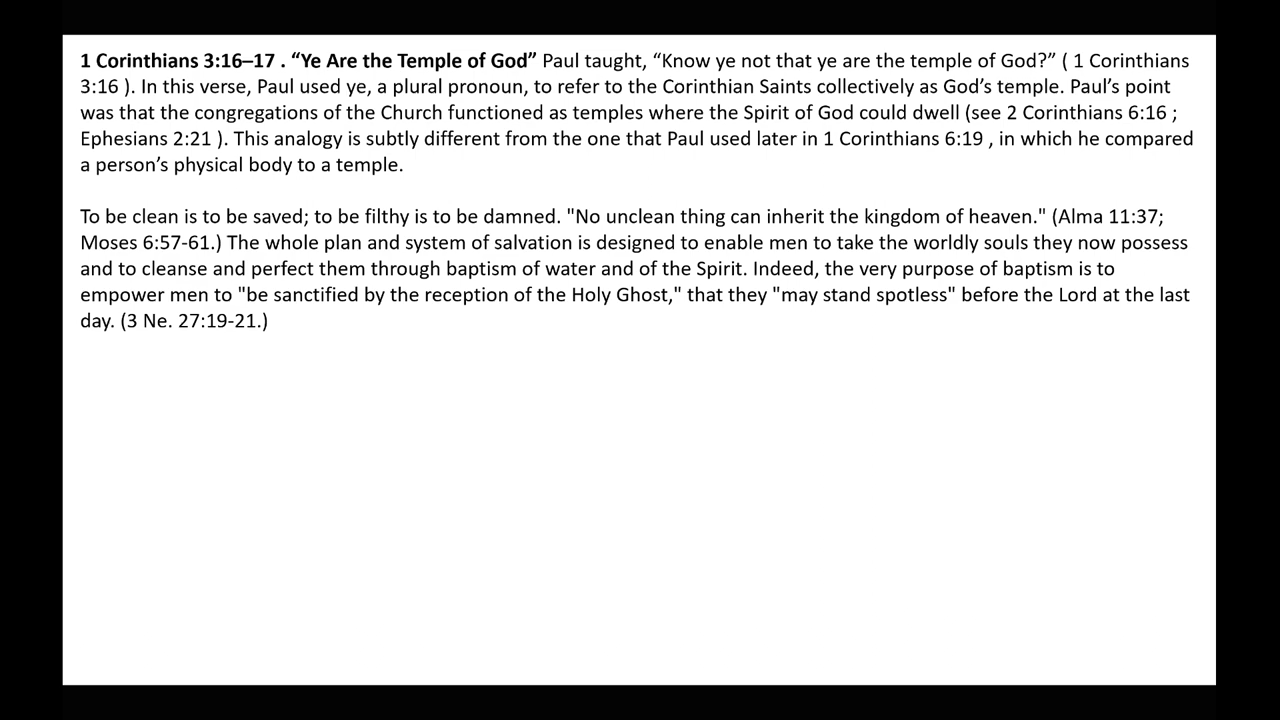 1 Corinthians 3:16–17 . “Ye Are the Temple of God” Paul taught, “Know ye not that ye are the temple of God?” ( 1 Corinthians
3:16 ). In this verse, Paul used ye, a plural pronoun, to refer to the Corinthian Saints collectively as God’s temple. Paul’s point
was that the congregations of the Church functioned as temples where the Spirit of God could dwell (see 2 Corinthians 6:16 ;
Ephesians 2:21 ). This analogy is subtly different from the one that Paul used later in 1 Corinthians 6:19 , in which he compared
a person’s physical body to a temple.
To be clean is to be saved; to be filthy is to be damned. "No unclean thing can inherit the kingdom of heaven." (Alma 11:37;
Moses 6:57-61.) The whole plan and system of salvation is designed to enable men to take the worldly souls they now possess
and to cleanse and perfect them through baptism of water and of the Spirit. Indeed, the very purpose of baptism is to
empower men to "be sanctified by the reception of the Holy Ghost," that they "may stand spotless" before the Lord at the last
day. (3 Ne. 27:19-21.)